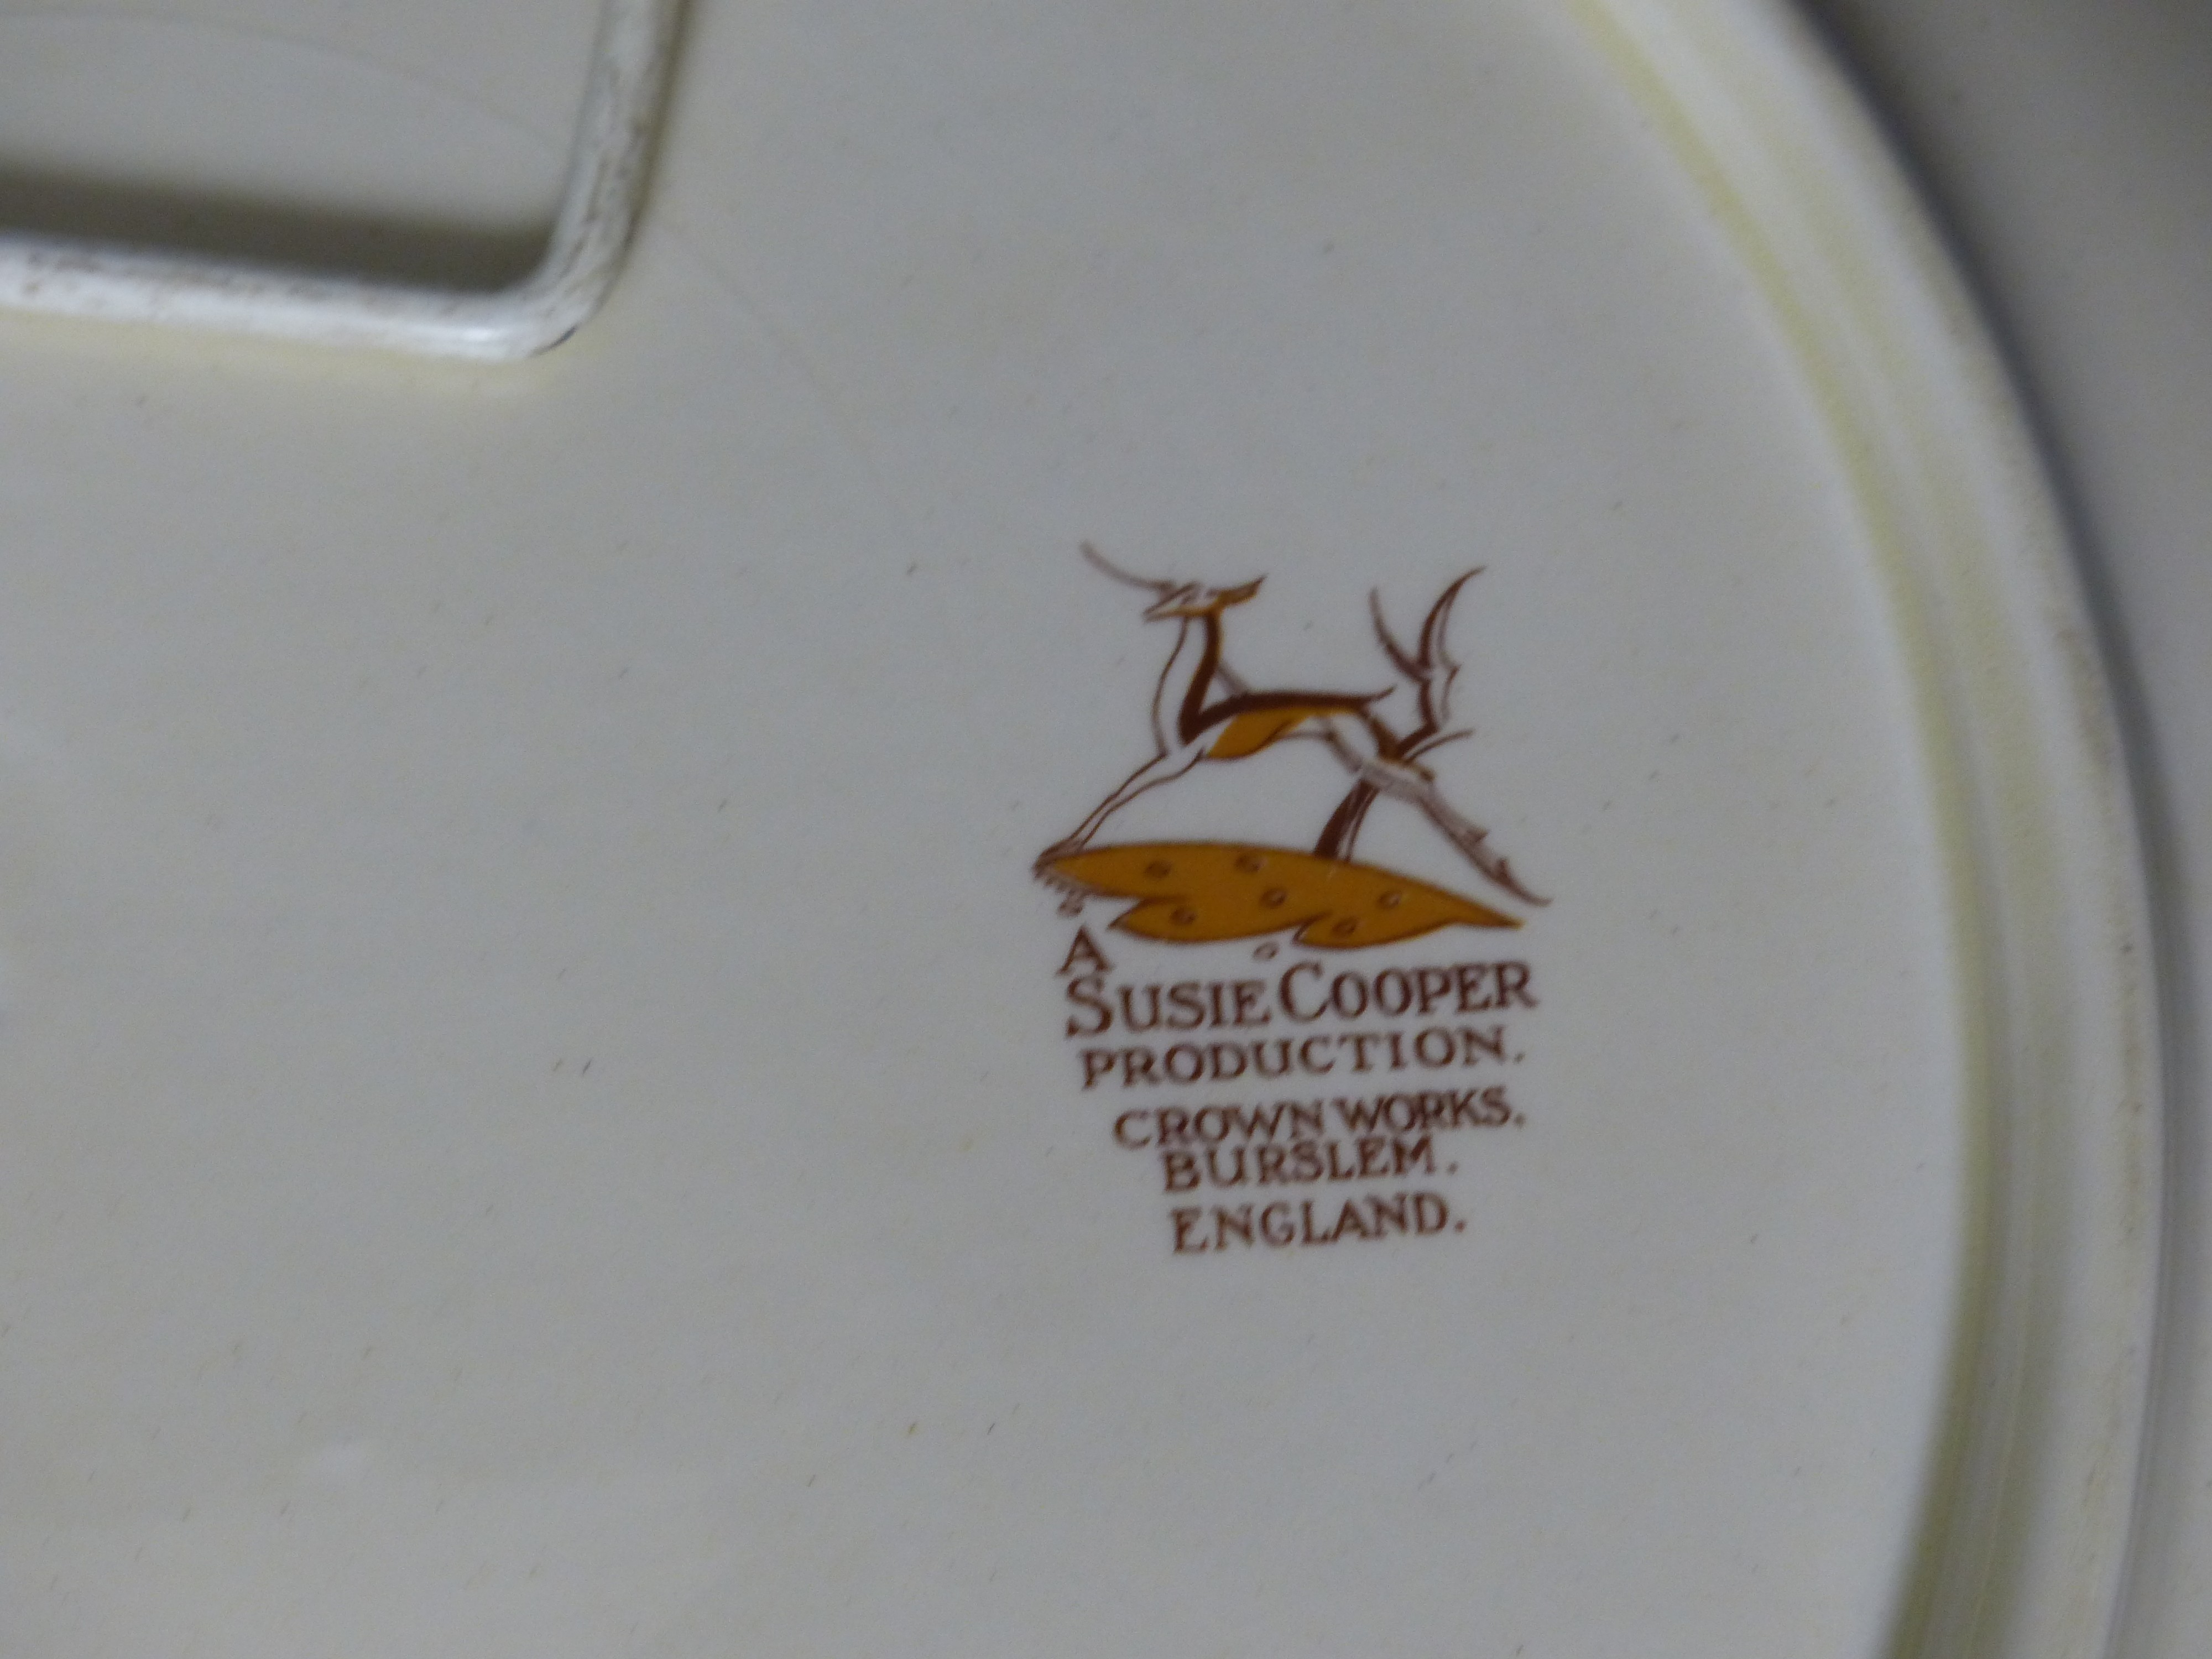 A
SUSIE COOPER
PRODUCTION.
CROWN WORKS.
BURSLEM.
ENGLAND.